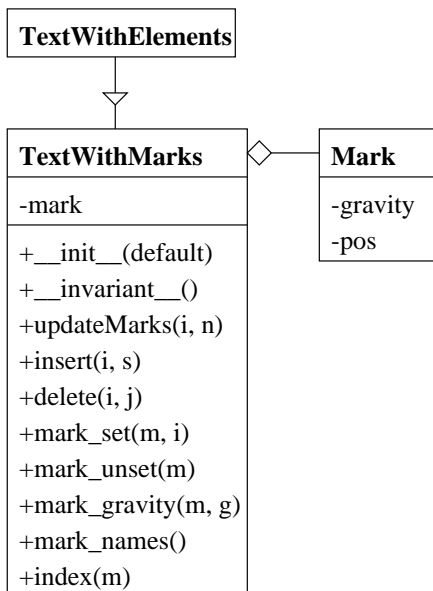 TextWithElements
TextWithMarks
-mark
+__init__(default)
+__invariant__()
+updateMarks(i, n)
+insert(i, s)
+delete(i, j)
+mark_set(m, i)
+mark_unset(m)
+mark_gravity(m, g)
+mark_names()
+index(m)
Mark
-gravity
-pos